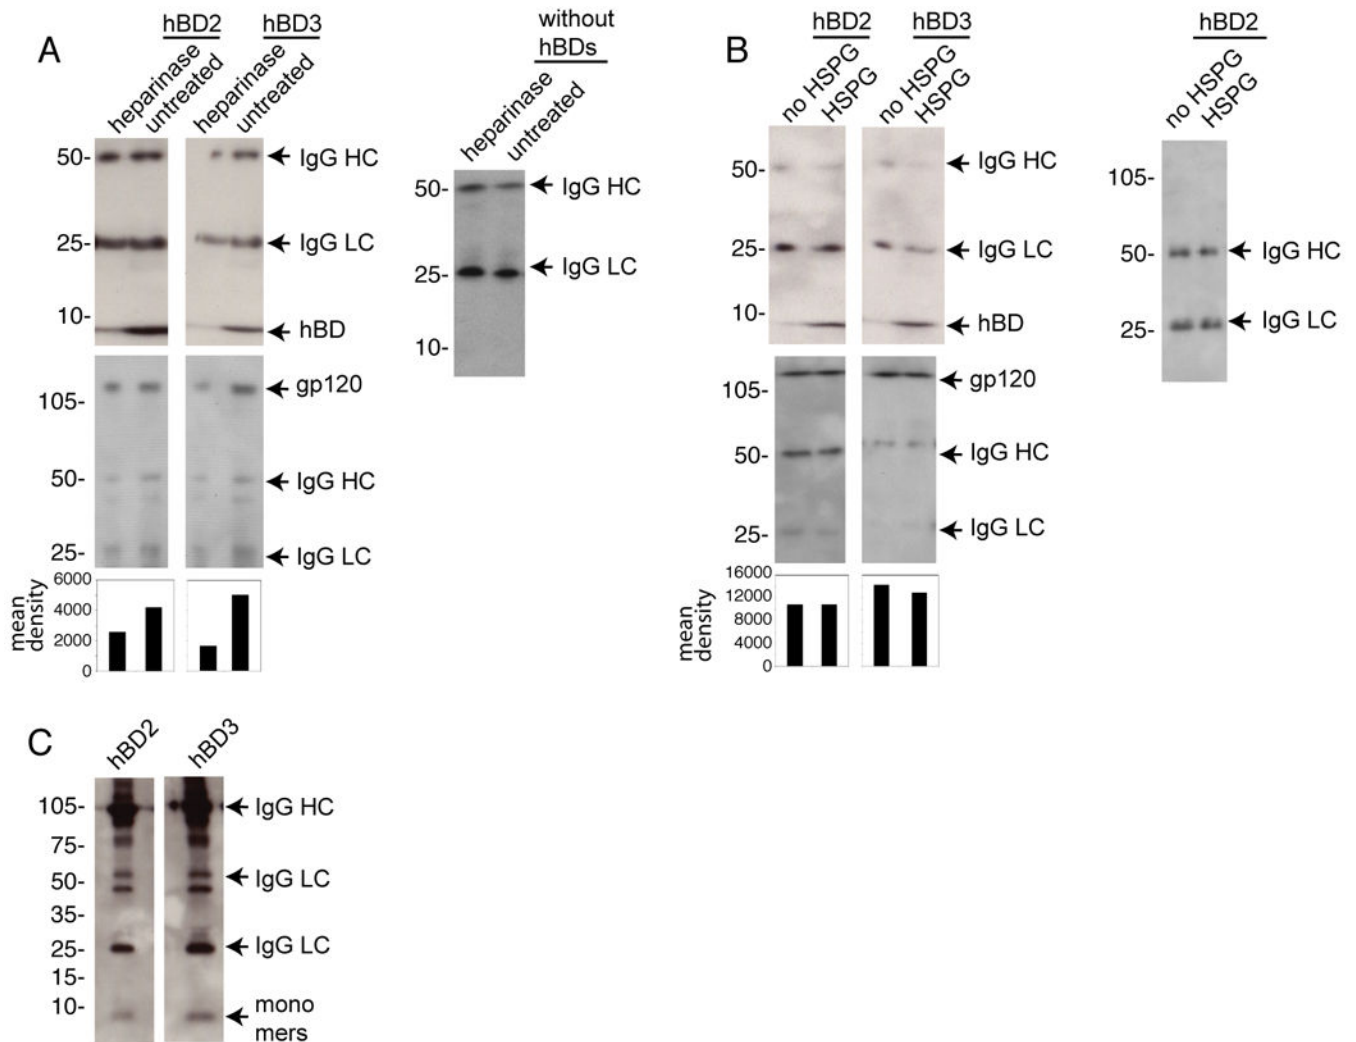 A
hBD2
hBD3
heparinase
untreated
heparinase
untreated
50-
IgG HC
25-
IgG LC
10-
hBD
105-
gp120
50-
IgG HC
25-
IgG LC
mean
density
6000
4000
2000
0
without
hBDs
heparinase
untreated
50-
IgG HC
25-
IgG LC
10-
B
hBD2
hBD3
no HSPG
HSPG
no HSPG
HSPG
50-
IgG HC
25-
IgG LC
10-
hBD
105-
gp120
50-
IgG HC
25-
IgG LC
mean
density
16000
12000
8000
4000
0
hBD2
no HSPG
HSPG
105-
50-
IgG HC
25-
IgG LC
C
hBD2
hBD3
105-
IgG HC
75-
50-
IgG LC
35-
25-
IgG LC
15-
10-
mono
mers